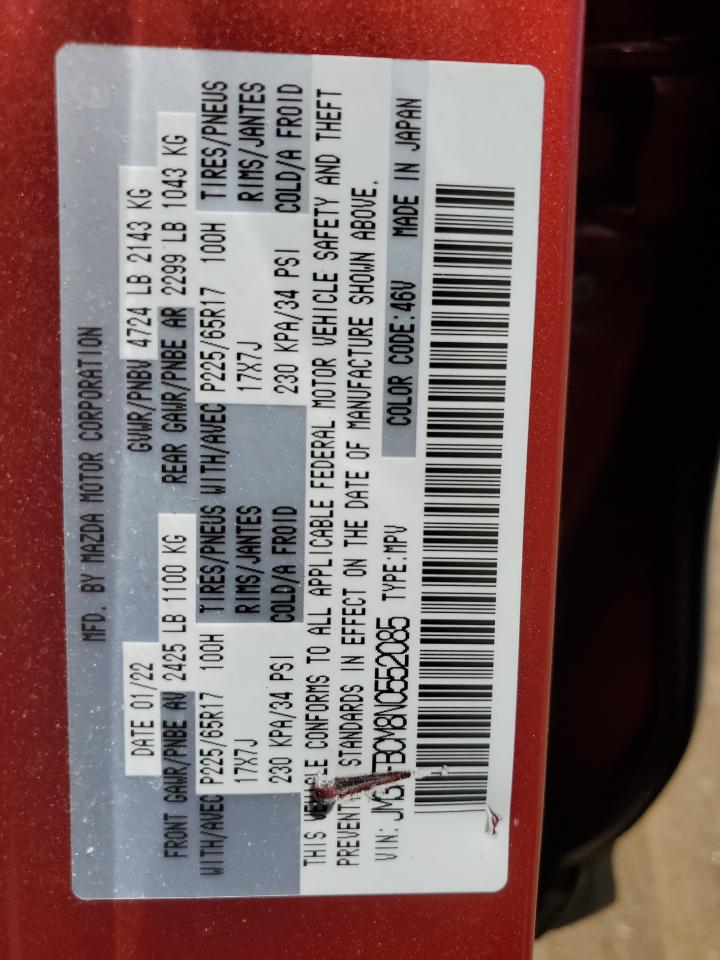 MFD. BY MAZDA MOTOR CORPORATION
DATE 01/22 GVWR/PNBV 4724 LB 2143 KG
FRONT GAWR/PNBE AV 2425 LB 1100 KG REAR GAWR/PNBE AR 2299 LB 1043 KG
WITH/AVEC P225/65R17 100H TIRES/PNEUS WITH/AVEC P225/65R17 100H TIRES/PNEUS
17X7J RIMS/JANTES 17X7J RIMS/JANTES
230 KPA/34 PSI COLD/A FROID 230 KPA/34 PSI COLD/A FROID
THIS VEHICLE CONFORMS TO ALL APPLICABLE FEDERAL MOTOR VEHICLE SAFETY AND THEFT
PREVENTION STANDARDS IN EFFECT ON THE DATE OF MANUFACTURE SHOWN ABOVE.
VIN: JM3KFBCM8N0552085 TYPE:MPV COLOR CODE:46V MADE IN JAPAN